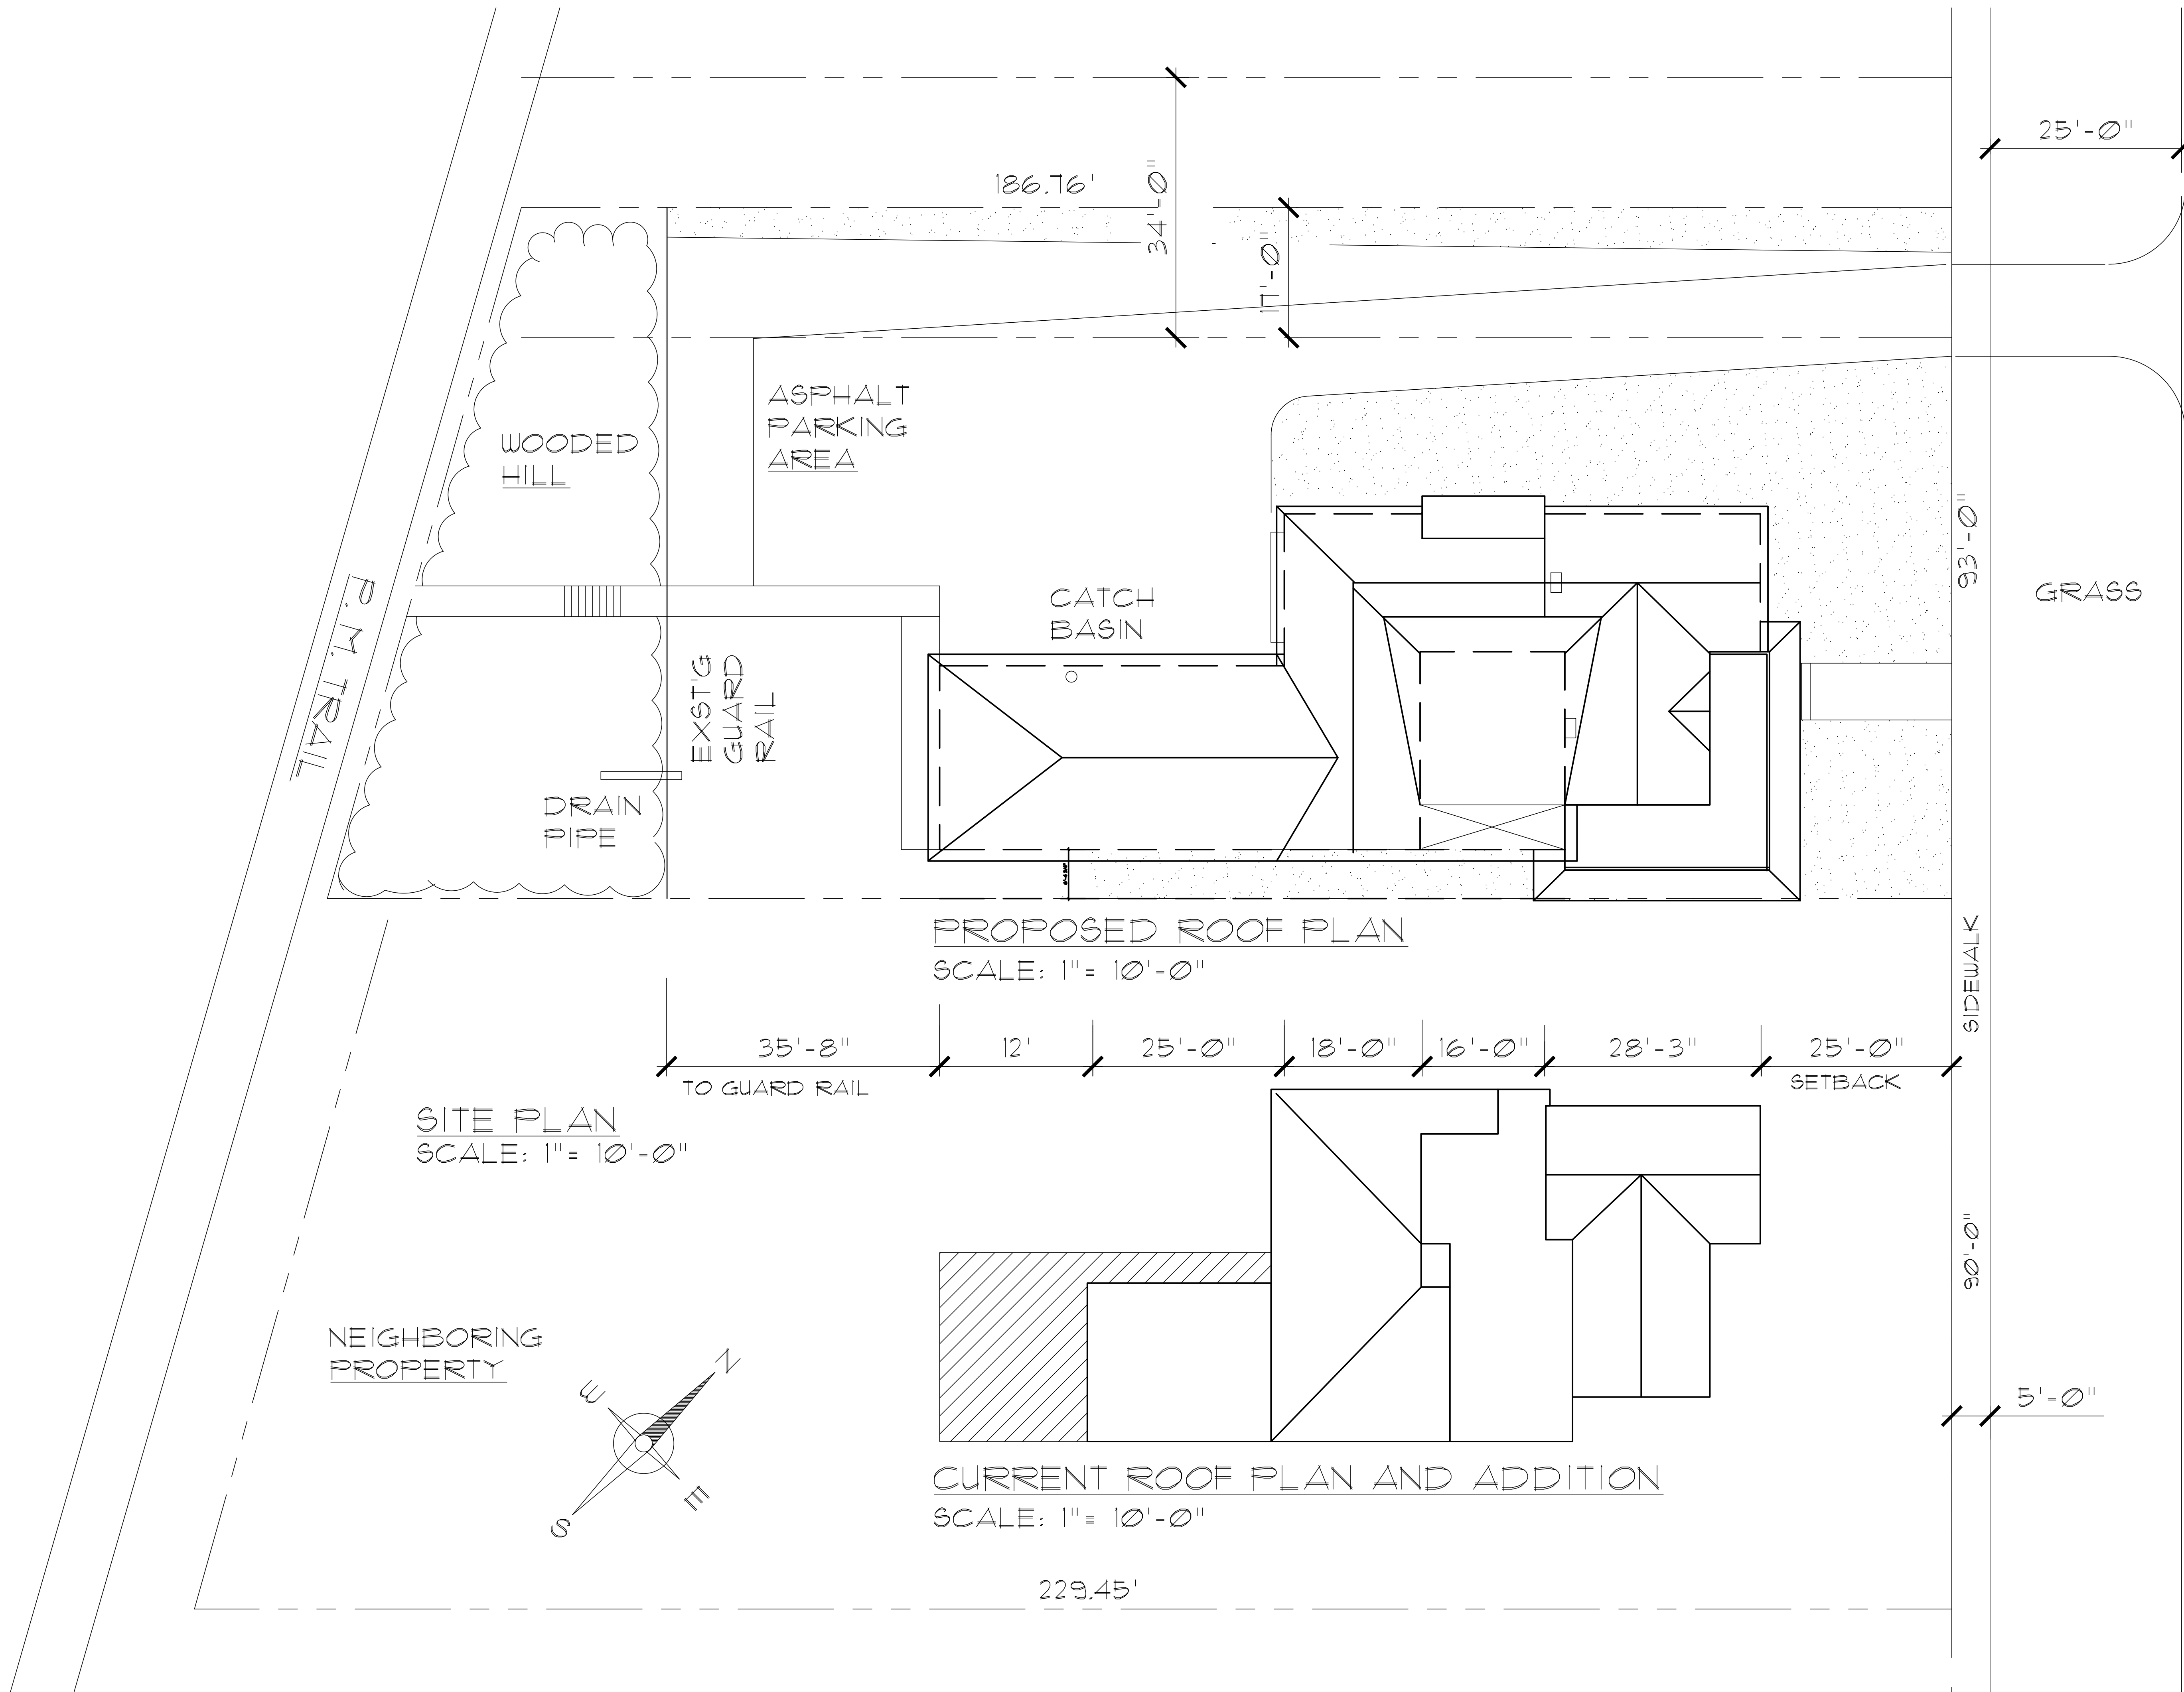 25'-0"
186.76'
34'-0"
17'-0"
ASPHALT
PARKING
AREA
WOODED
HILL
93'-0"
GRASS
CATCH
BASIN
P.M. TRAIL
EXST'G
GUARD
RAIL
DRAIN
PIPE
PROPOSED ROOF PLAN
SCALE: 1"= 10'-0"
SIDEWALK
35'-8"
12'
25'-0"
18'-0"
16'-0"
28'-3"
25'-0"
TO GUARD RAIL
SETBACK
SITE PLAN
SCALE: 1"= 10'-0"
90'-0"
NEIGHBORING
PROPERTY
N
W
E
S
5'-0"
CURRENT ROOF PLAN AND ADDITION
SCALE: 1"= 10'-0"
229.45'